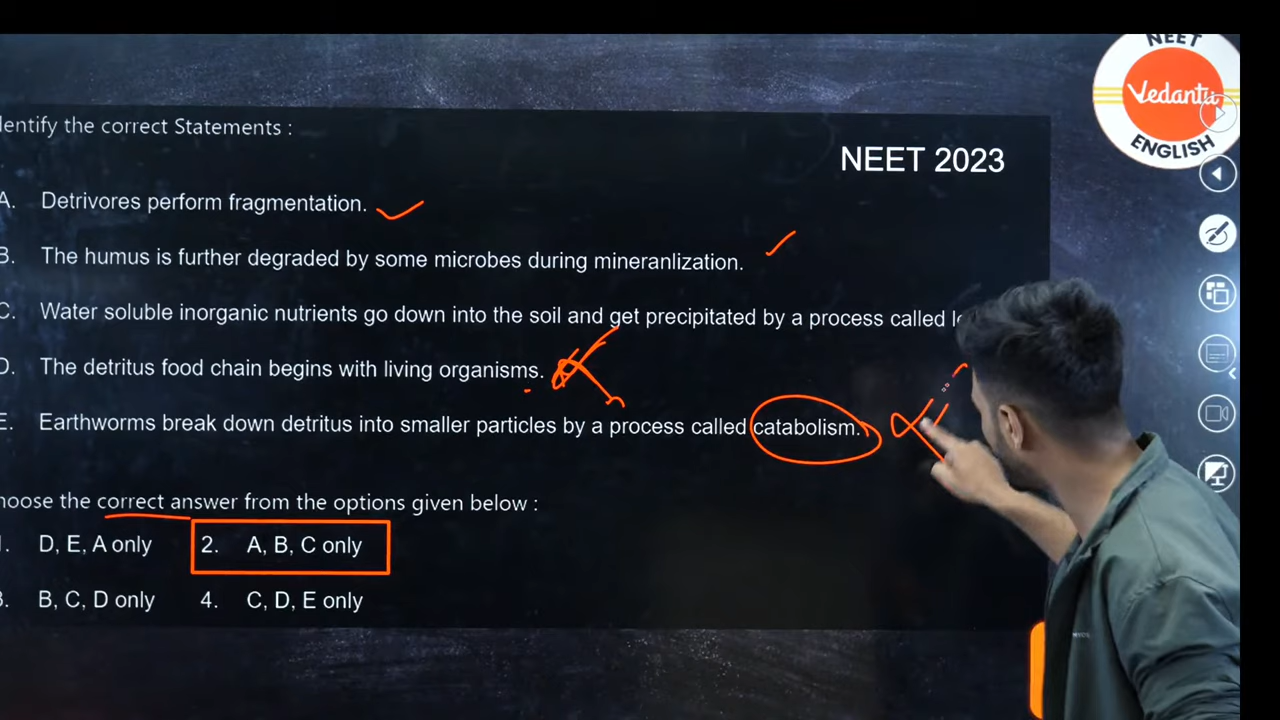 NEET
Vedantu
ENGLISH
dentify the correct Statements :
NEET 2023
A. Detrivores perform fragmentation.
B. The humus is further degraded by some microbes during mineranlization.
C. Water soluble inorganic nutrients go down into the soil and get precipitated by a process called
D. The detritus food chain begins with living organisms.
E. Earthworms break down detritus into smaller particles by a process called catabolism.
hoose the correct answer from the options given below :
1. D, E, A only 2. A, B, C only
3. B, C, D only 4. C, D, E only